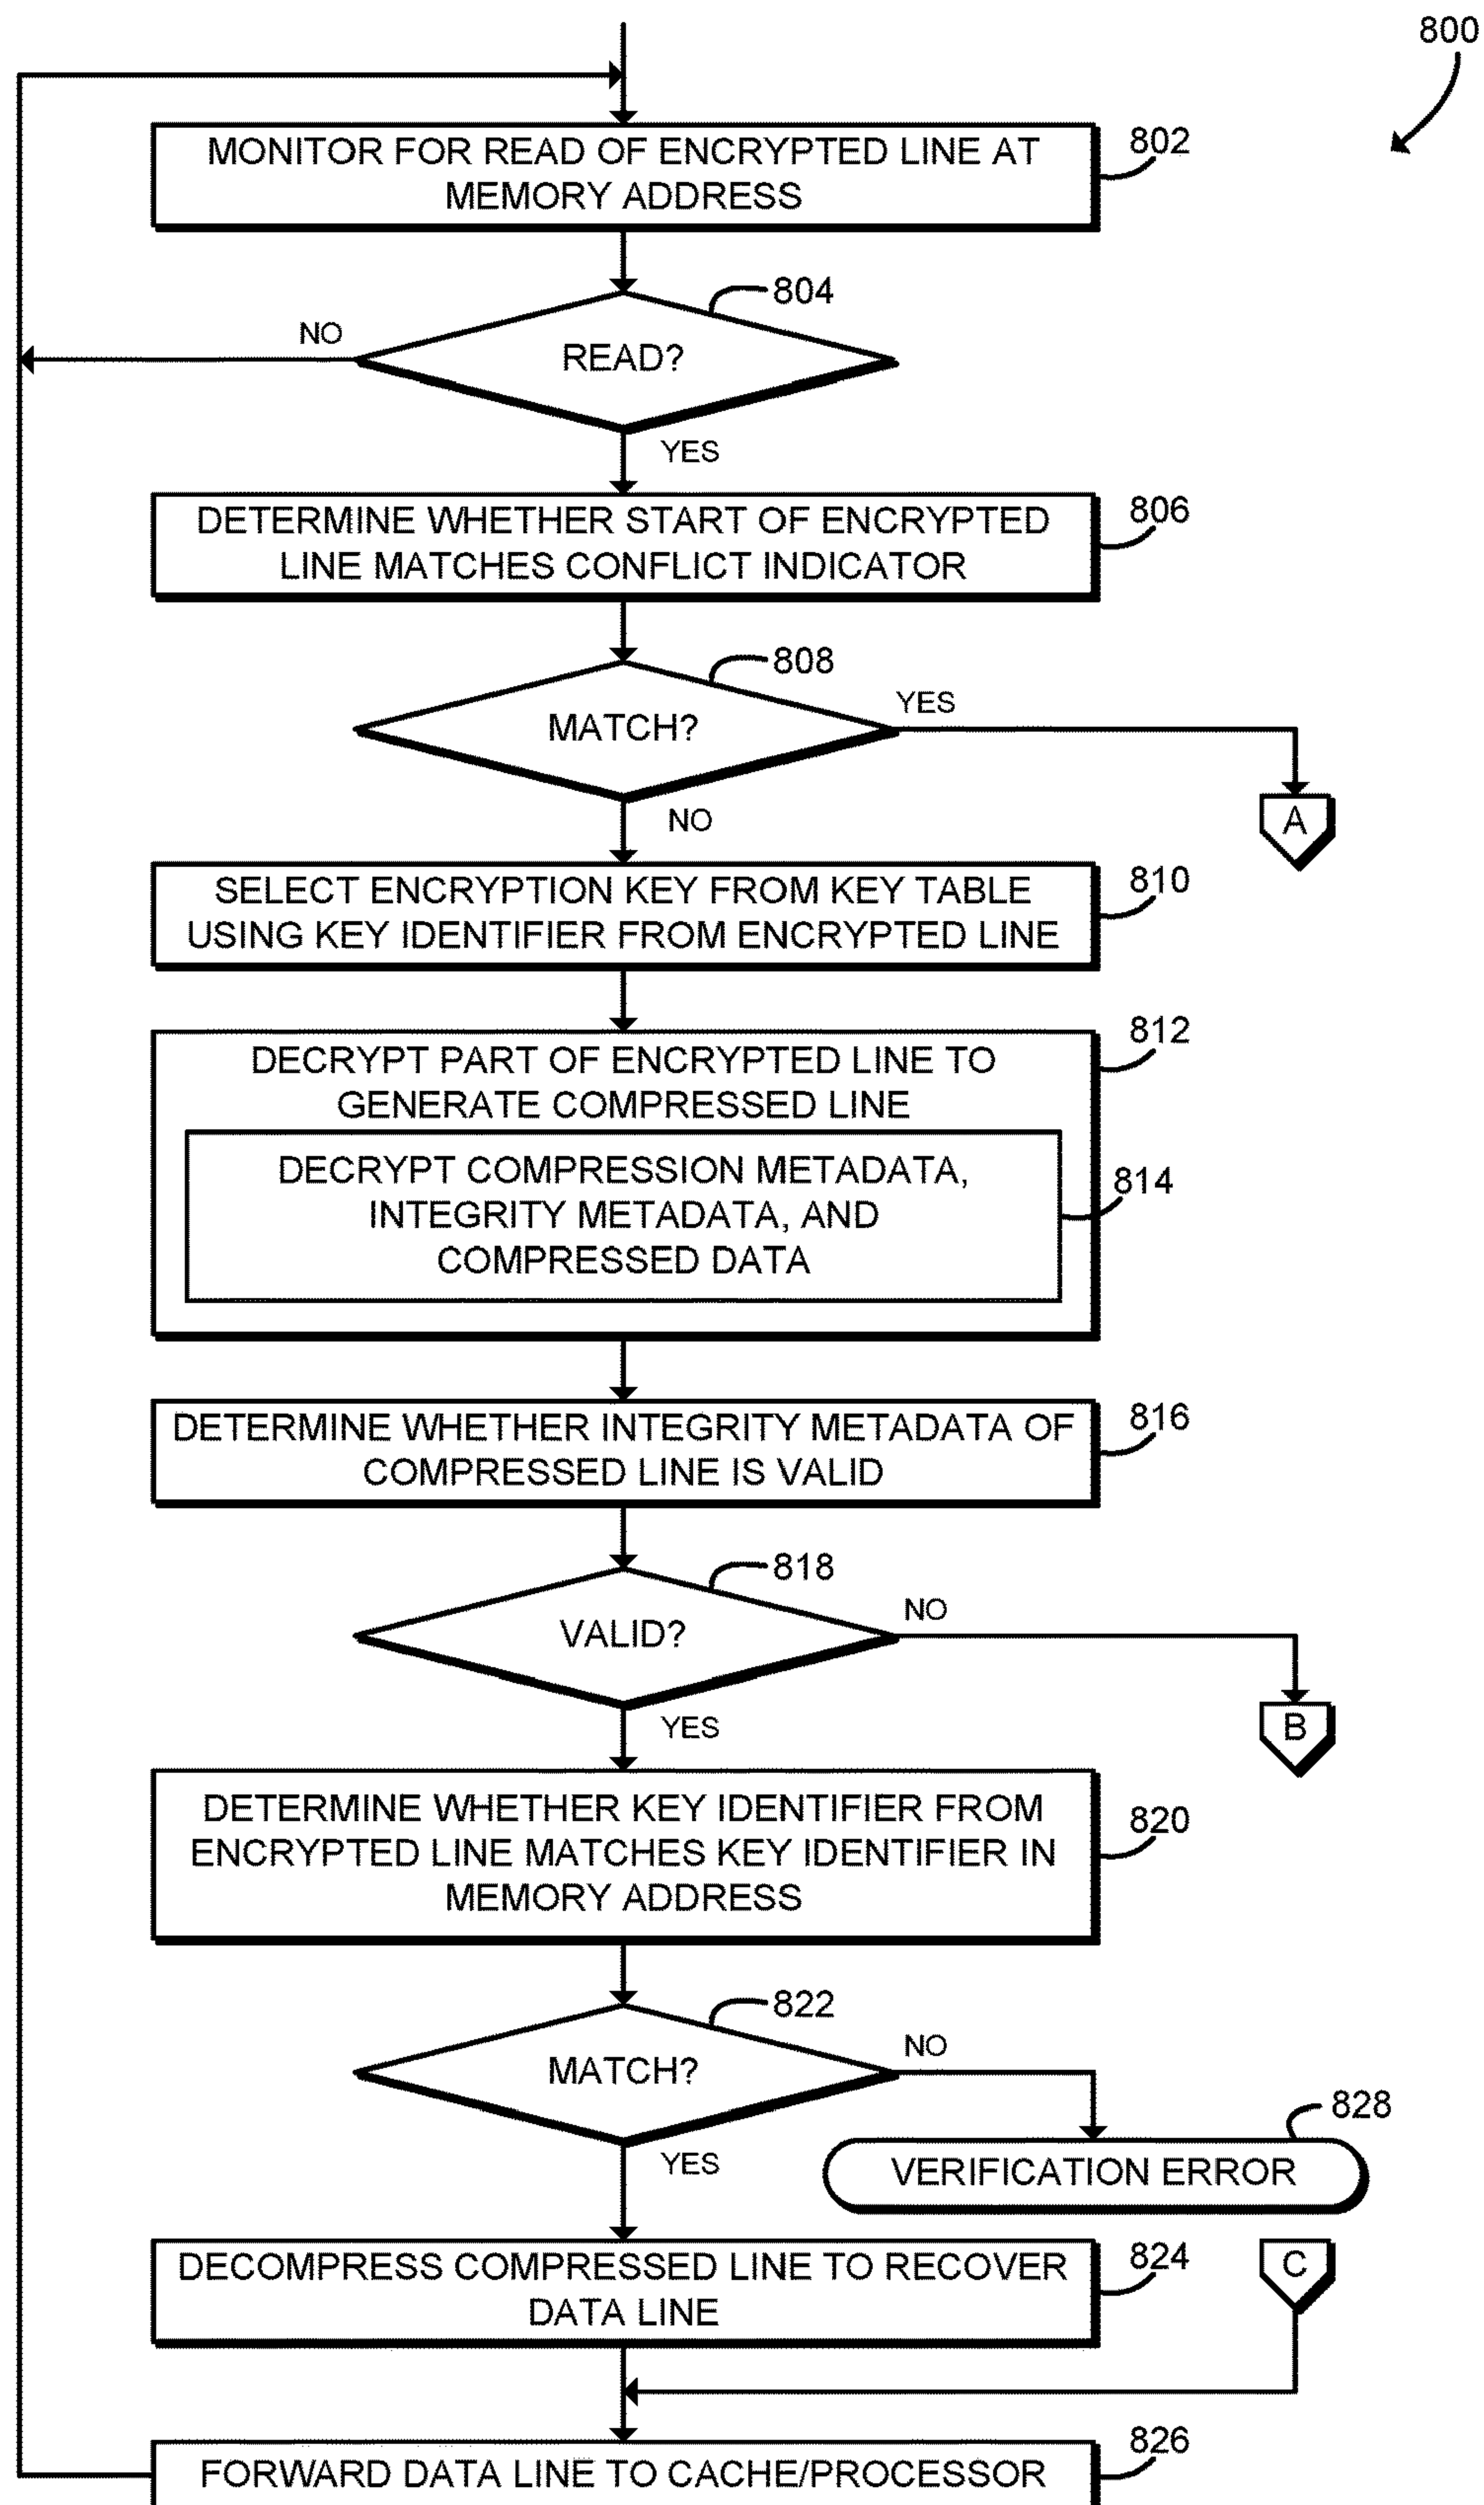 800
MONITOR FOR READ OF ENCRYPTED LINE AT
MEMORY ADDRESS
802
804
READ?
NO
YES
DETERMINE WHETHER START OF ENCRYPTED
LINE MATCHES CONFLICT INDICATOR
806
808
MATCH?
YES
A
NO
SELECT ENCRYPTION KEY FROM KEY TABLE
USING KEY IDENTIFIER FROM ENCRYPTED LINE
810
DECRYPT PART OF ENCRYPTED LINE TO
GENERATE COMPRESSED LINE
812
DECRYPT COMPRESSION METADATA,
INTEGRITY METADATA, AND
COMPRESSED DATA
814
DETERMINE WHETHER INTEGRITY METADATA OF
COMPRESSED LINE IS VALID
816
818
VALID?
NO
B
YES
DETERMINE WHETHER KEY IDENTIFIER FROM
ENCRYPTED LINE MATCHES KEY IDENTIFIER IN
MEMORY ADDRESS
820
822
MATCH?
NO
828
VERIFICATION ERROR
YES
DECOMPRESS COMPRESSED LINE TO RECOVER
DATA LINE
824
C
FORWARD DATA LINE TO CACHE/PROCESSOR
826